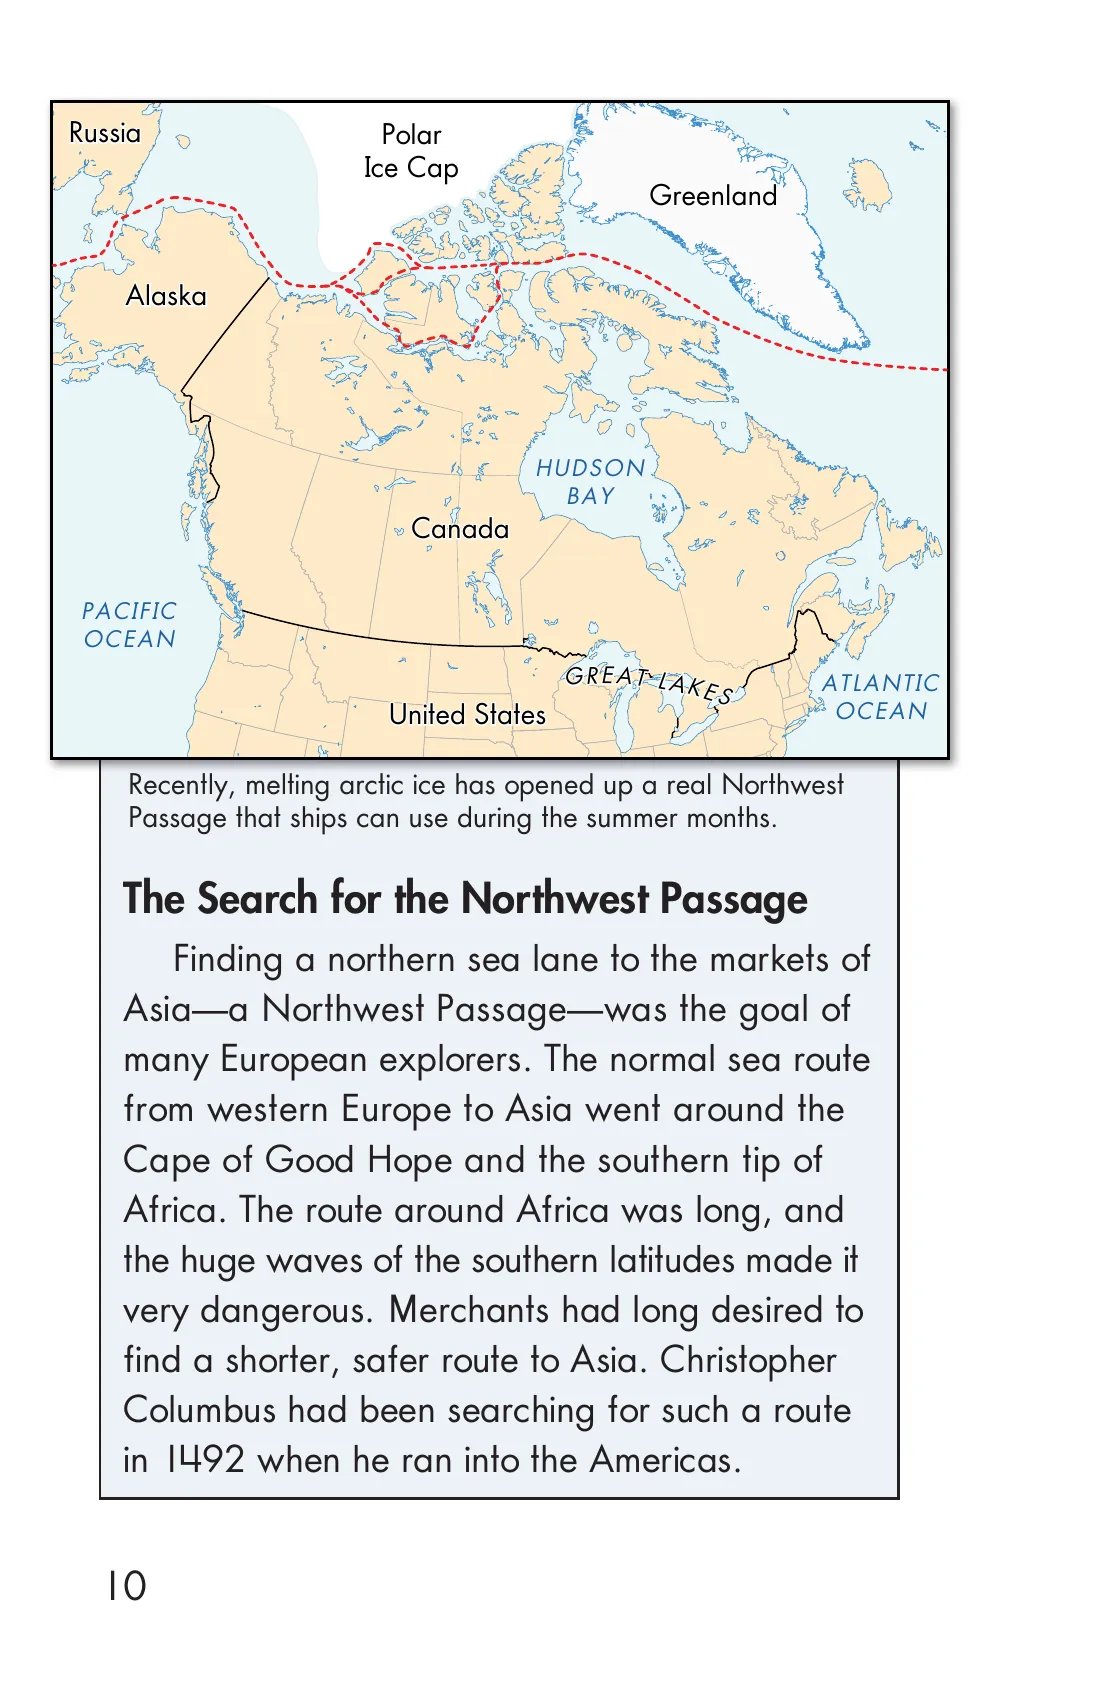 Russia
Polar
Ice Cap
Greenland
Alaska
HUDSON
BAY
Canada
PACIFIC
OCEAN
GREAT LAKES
ATLANTIC
OCEAN
United States
Recently, melting arctic ice has opened up a real Northwest
Passage that ships can use during the summer months.
The Search for the Northwest Passage
Finding a northern sea lane to the markets of
Asia—a Northwest Passage—was the goal of
many European explorers. The normal sea route
from western Europe to Asia went around the
Cape of Good Hope and the southern tip of
Africa. The route around Africa was long, and
the huge waves of the southern latitudes made it
very dangerous. Merchants had long desired to
find a shorter, safer route to Asia. Christopher
Columbus had been searching for such a route
in 1492 when he ran into the Americas.
10